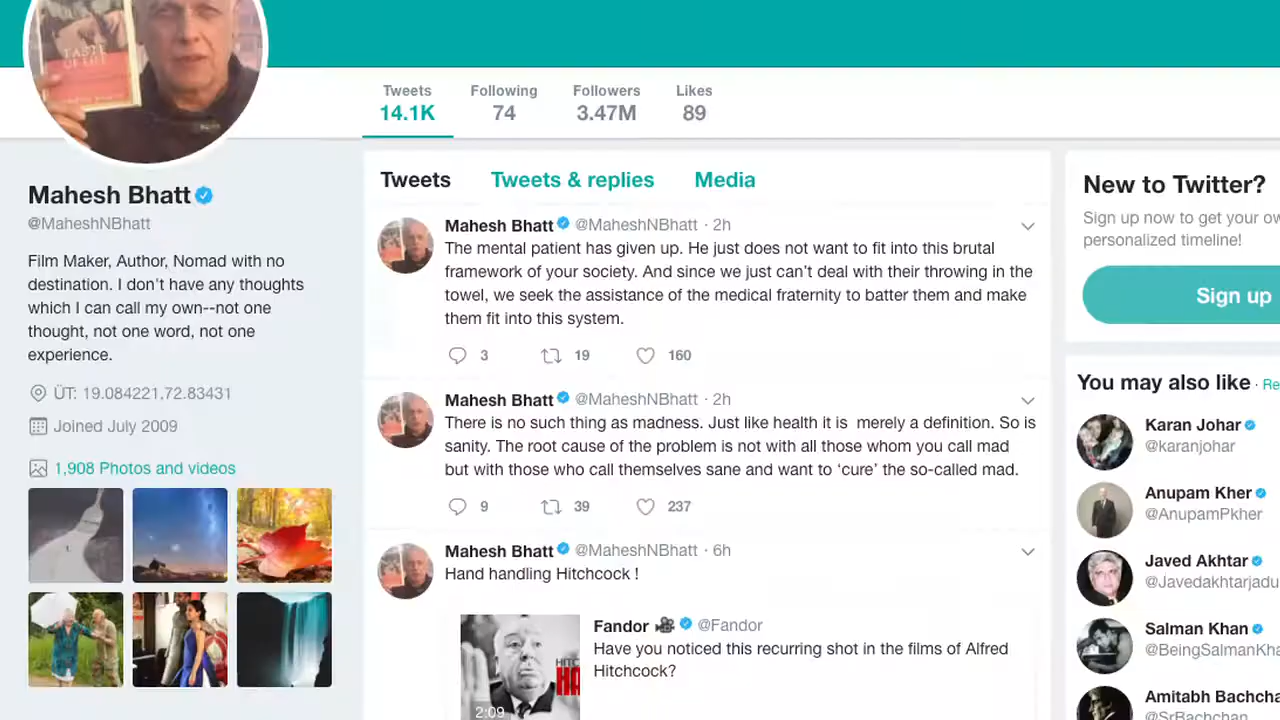 TASTE
OF LIFE
Tweets Following Followers Likes
14.1K 74 3.47M 89
Mahesh Bhatt
@MaheshNBhatt
Film Maker, Author, Nomad with no
destination. I don't have any thoughts
which I can call my own--not one
thought, not one word, not one
experience.
ÜT: 19.084221,72.83431
Joined July 2009
1,908 Photos and videos
Tweets Tweets & replies Media
Mahesh Bhatt @MaheshNBhatt · 2h
The mental patient has given up. He just does not want to fit into this brutal
framework of your society. And since we just can't deal with their throwing in the
towel, we seek the assistance of the medical fraternity to batter them and make
them fit into this system.
3 19 160
Mahesh Bhatt @MaheshNBhatt · 2h
There is no such thing as madness. Just like health it is merely a definition. So is
sanity. The root cause of the problem is not with all those whom you call mad
but with those who call themselves sane and want to ‘cure’ the so-called mad.
9 39 237
Mahesh Bhatt @MaheshNBhatt · 6h
Hand handling Hitchcock !
Fandor @Fandor
Have you noticed this recurring shot in the films of Alfred
Hitchcock?
HITC
HA
2:09
New to Twitter?
Sign up now to get your ow
personalized timeline!
Sign up
You may also like · Re
Karan Johar
@karanjohar
Anupam Kher
@AnupamPkher
Javed Akhtar
@Javedakhtarjadu
Salman Khan
@BeingSalmanKha
Amitabh Bachcha
@SrBachchan